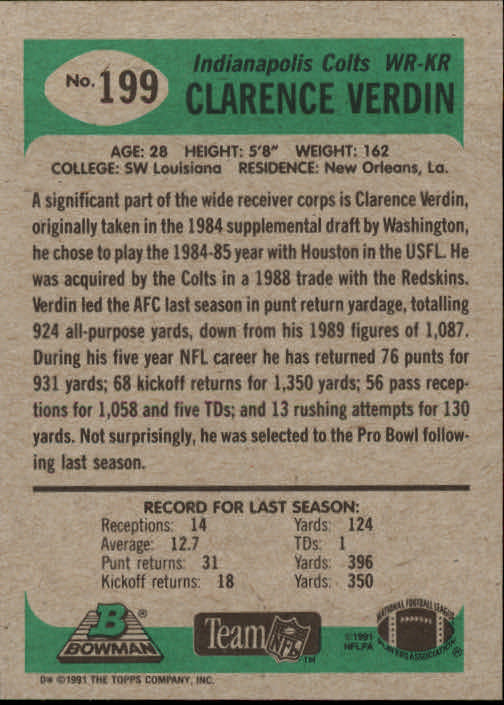 Indianapolis Colts WR-KR
No. 199
CLARENCE VERDIN
AGE: 28 HEIGHT: 5'8" WEIGHT: 162
COLLEGE: SW Louisiana RESIDENCE: New Orleans, La.
A significant part of the wide receiver corps is Clarence Verdin,
originally taken in the 1984 supplemental draft by Washington,
he chose to play the 1984-85 year with Houston in the USFL. He
was acquired by the Colts in a 1988 trade with the Redskins.
Verdin led the AFC last season in punt return yardage, totalling
924 all-purpose yards, down from his 1989 figures of 1,087.
During his five year NFL career he has returned 76 punts for
931 yards; 68 kickoff returns for 1,350 yards; 56 pass recep-
tions for 1,058 and five TDs; and 13 rushing attempts for 130
yards. Not surprisingly, he was selected to the Pro Bowl follow-
ing last season.
RECORD FOR LAST SEASON:
Receptions: 14 Yards: 124
Average: 12.7 TDs: 1
Punt returns: 31 Yards: 396
Kickoff returns: 18 Yards: 350
B ®
BOWMAN
Team NFL ™
©1991
NFLPA
NATIONAL FOOTBALL LEAGUE
PLAYERS ASSOCIATION ®
D* ©1991 THE TOPPS COMPANY, INC.